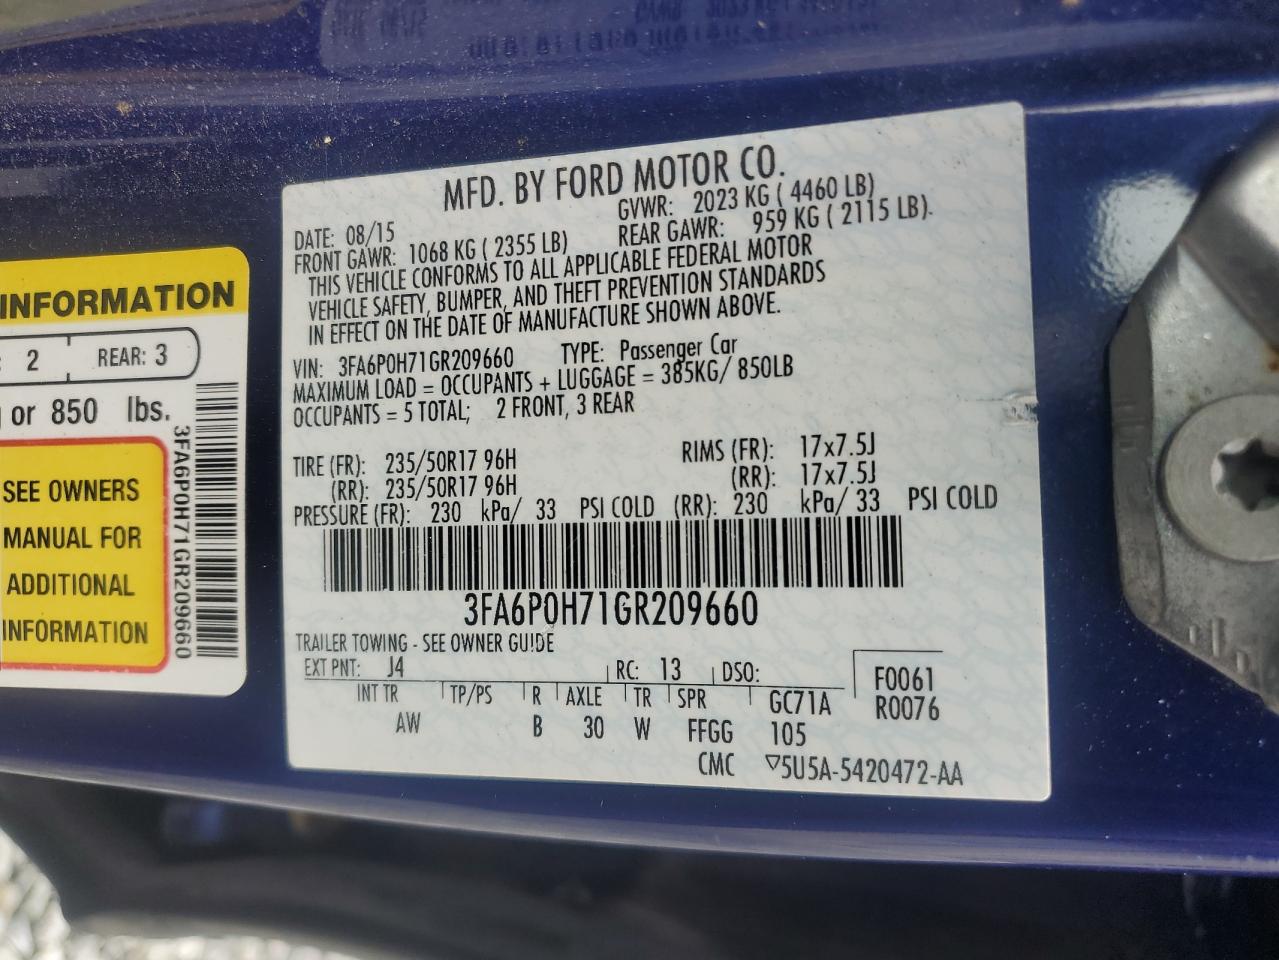 MFD. BY FORD MOTOR CO.
DATE: 08/15 GVWR: 2023 KG ( 4460 LB)
FRONT GAWR: 1068 KG ( 2355 LB) REAR GAWR: 959 KG ( 2115 LB).
THIS VEHICLE CONFORMS TO ALL APPLICABLE FEDERAL MOTOR
VEHICLE SAFETY, BUMPER, AND THEFT PREVENTION STANDARDS
IN EFFECT ON THE DATE OF MANUFACTURE SHOWN ABOVE.
VIN: 3FA6P0H71GR209660 TYPE: Passenger Car
MAXIMUM LOAD = OCCUPANTS + LUGGAGE = 385KG/ 850LB
OCCUPANTS = 5 TOTAL; 2 FRONT, 3 REAR
TIRE (FR): 235/50R17 96H RIMS (FR): 17x7.5J
(RR): 235/50R17 96H (RR): 17x7.5J
PRESSURE (FR): 230 kPa/ 33 PSI COLD (RR): 230 kPa/ 33 PSI COLD
3FA6P0H71GR209660
TRAILER TOWING - SEE OWNER GUIDE
EXT PNT: J4 RC: 13 DSO: F0061
INT TR TP/PS R AXLE TR SPR GC71A R0076
AW B 30 W FFGG 105
CMC ▽5U5A-5420472-AA
INFORMATION
2 REAR: 3
or 850 lbs.
SEE OWNERS
MANUAL FOR
ADDITIONAL
INFORMATION
3FA6P0H71GR209660